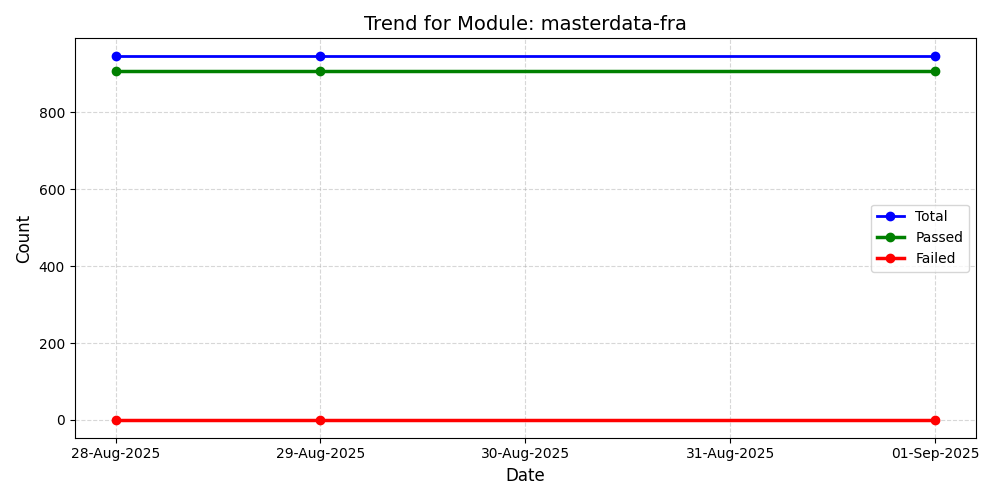 Trend for Module: masterdata-fra
Count
800
600
400
200
0
Total
Passed
Failed
28-Aug-2025 29-Aug-2025 30-Aug-2025 31-Aug-2025 01-Sep-2025
Date